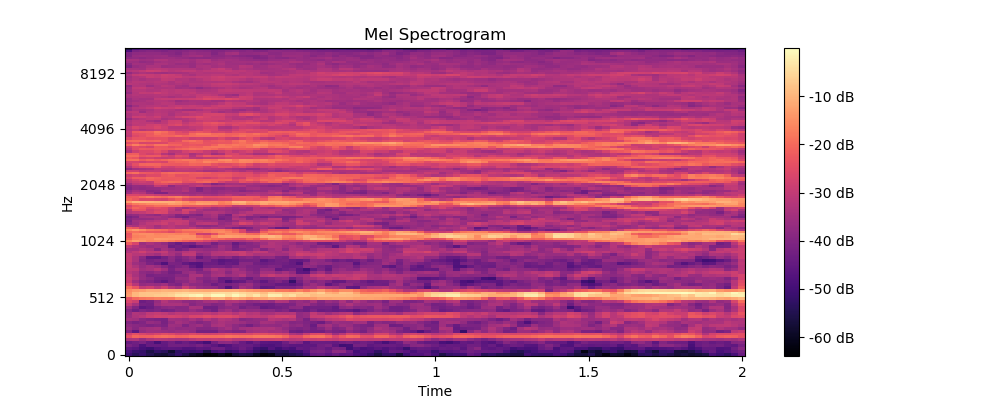 Mel Spectrogram
Hz
8192
4096
2048
1024
512
0
0
0.5
1
1.5
2
Time
-10 dB
-20 dB
-30 dB
-40 dB
-50 dB
-60 dB